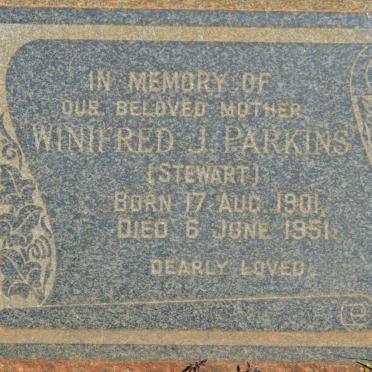 IN MEMORY OF
OUR BELOVED MOTHER
WINIFRED J. PARKINS
(STEWART)
BORN 17 AUG. 1901.
DIED 6 JUNE 1951.
DEARLY LOVED.